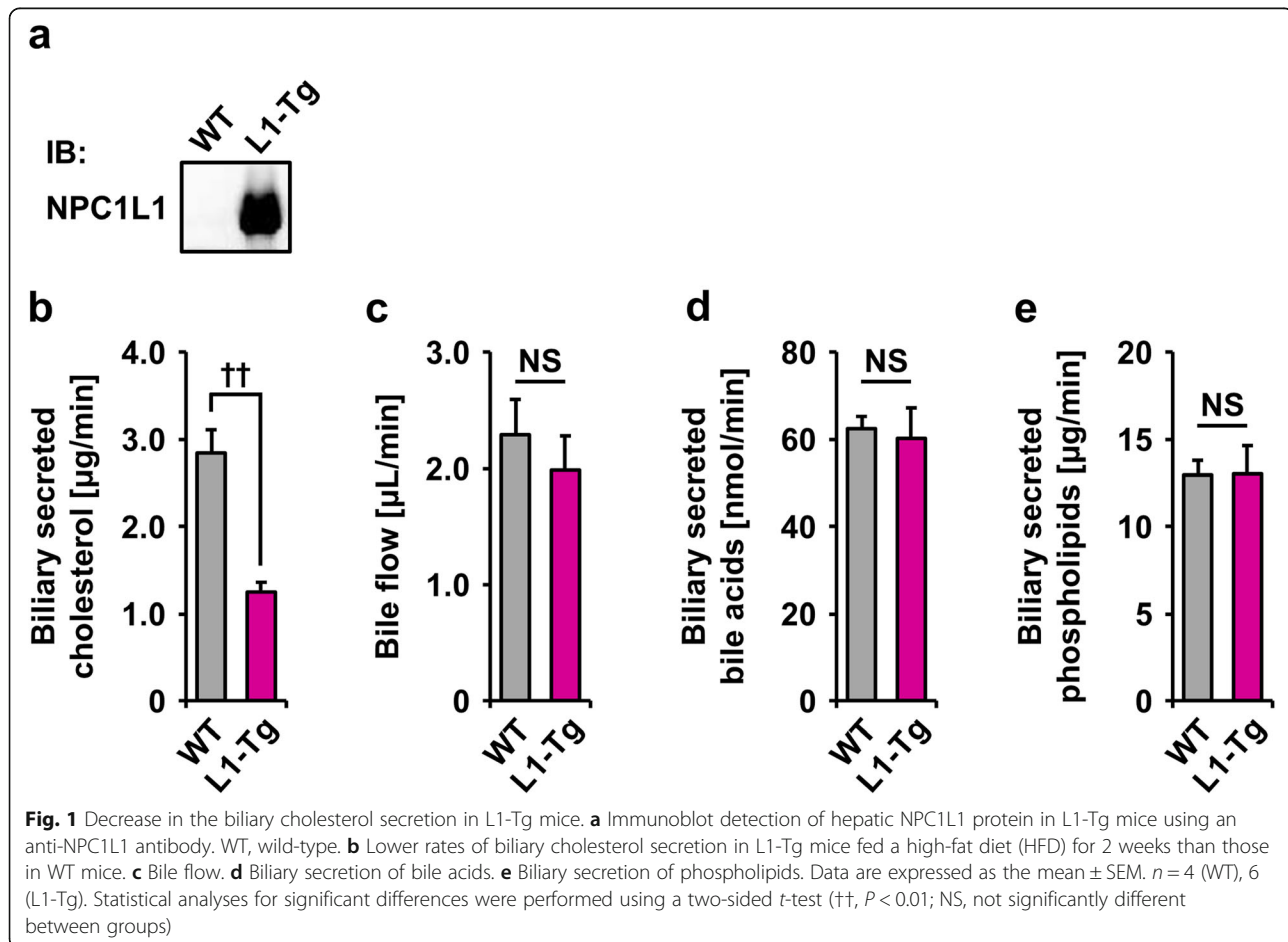 a
WT
L1-Tg
IB:
NPC1L1
b
Biliary secreted
cholesterol [µg/min]
4.0
3.0
2.0
1.0
0
††
WT
L1-Tg
c
Bile flow [µL/min]
3.0
2.0
1.0
0
NS
WT
L1-Tg
d
Biliary secreted
bile acids [nmol/min]
80
60
40
20
0
NS
WT
L1-Tg
e
Biliary secreted
phospholipids [µg/min]
20
15
10
5
0
NS
WT
L1-Tg
Fig. 1 Decrease in the biliary cholesterol secretion in L1-Tg mice. a Immunoblot detection of hepatic NPC1L1 protein in L1-Tg mice using an
anti-NPC1L1 antibody. WT, wild-type. b Lower rates of biliary cholesterol secretion in L1-Tg mice fed a high-fat diet (HFD) for 2 weeks than those
in WT mice. c Bile flow. d Biliary secretion of bile acids. e Biliary secretion of phospholipids. Data are expressed as the mean ± SEM. n = 4 (WT), 6
(L1-Tg). Statistical analyses for significant differences were performed using a two-sided t-test (††, P < 0.01; NS, not significantly different
between groups)